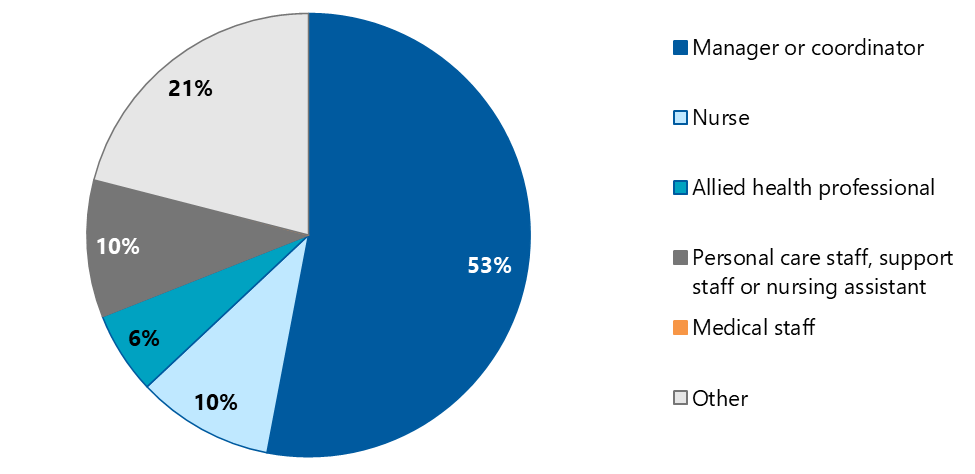 21%
10%
6%
10%
53%
Manager or coordinator
Nurse
Allied health professional
Personal care staff, support
staff or nursing assistant
Medical staff
Other